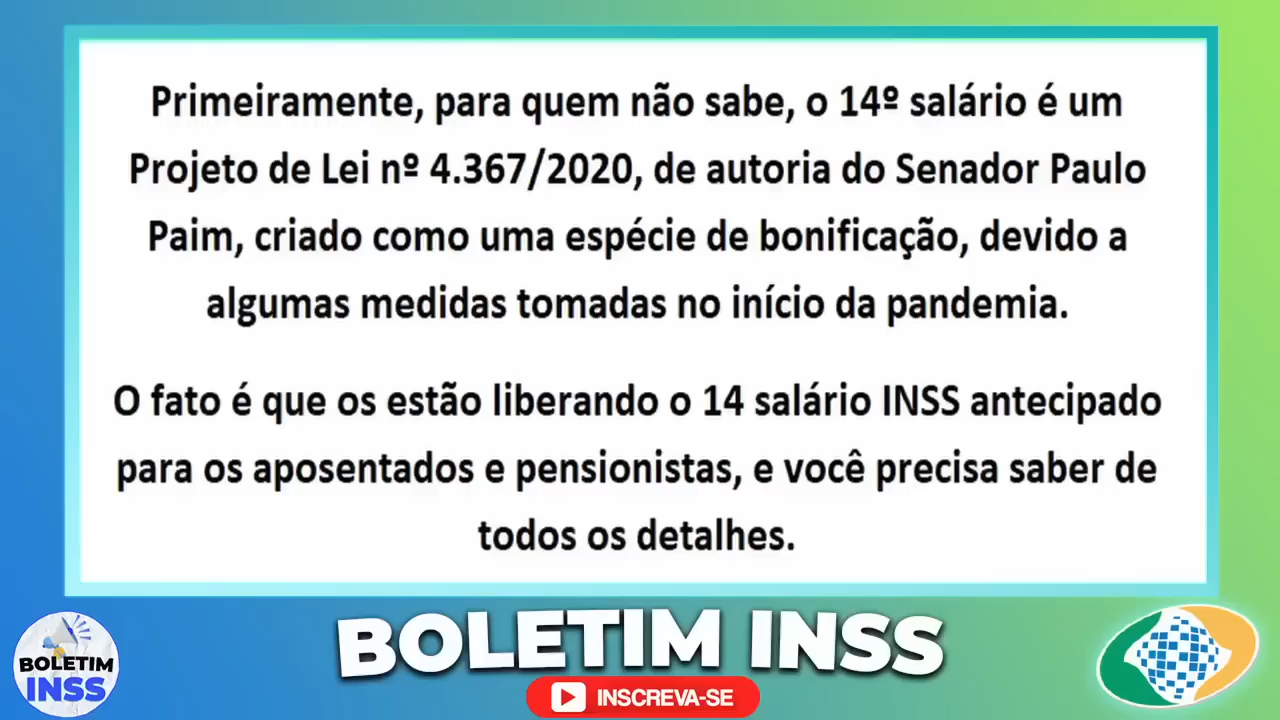 Primeiramente, para quem não sabe, o 14º salário é um
Projeto de Lei nº 4.367/2020, de autoria do Senador Paulo
Paim, criado como uma espécie de bonificação, devido a
algumas medidas tomadas no início da pandemia.
O fato é que os estão liberando o 14 salário INSS antecipado
para os aposentados e pensionistas, e você precisa saber de
todos os detalhes.
BOLETIM INSS
BOLETIM
INSS
INSCREVA-SE